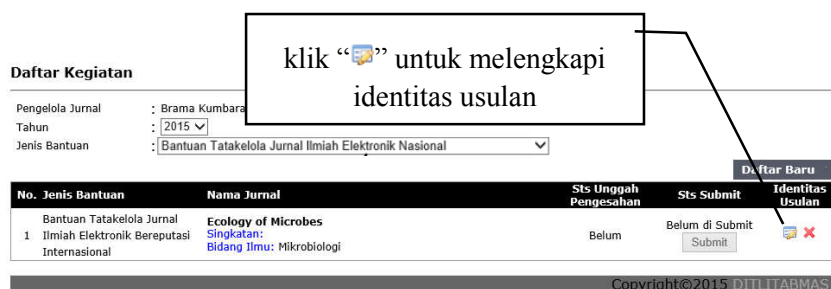 klik “” untuk melengkapi
identitas usulan
Daftar Kegiatan
Pengelola Jurnal : Brama Kumbara
Tahun : 2015
Jenis Bantuan : Bantuan Tatakelola Jurnal Ilmiah Elektronik Nasional
Daftar Baru
No. Jenis Bantuan Nama Jurnal Sts Unggah Pengesahan Sts Submit Identitas Usulan
1 Bantuan Tatakelola Jurnal Ilmiah Elektronik Bereputasi Internasional
Ecology of Microbes
Singkatan:
Bidang Ilmu: Mikrobiologi
Belum
Belum di Submit
Submit
Copyright©2015 DITLITABMAS